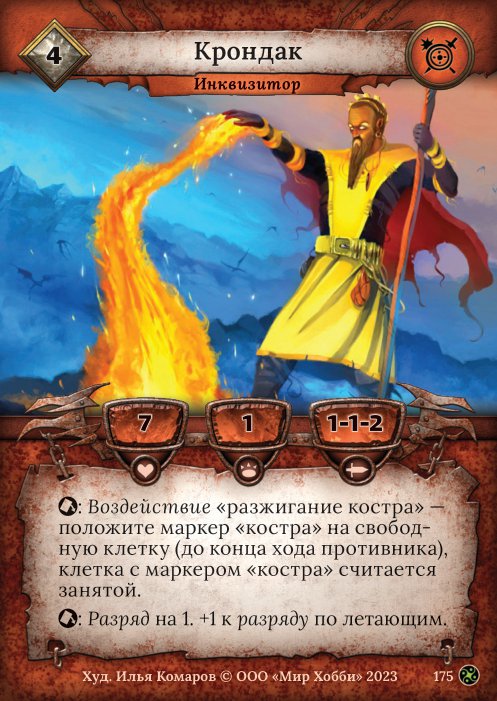 4
Крондак
Инквизитор
7
1
1-1-2
: Воздействие «разжигание костра» —
положите маркер «костра» на свобод-
ную клетку (до конца хода противника),
клетка с маркером «костра» считается
занятой.
: Разряд на 1. +1 к разряду по летающим.
Худ. Илья Комаров © ООО «Мир Хобби» 2023
175